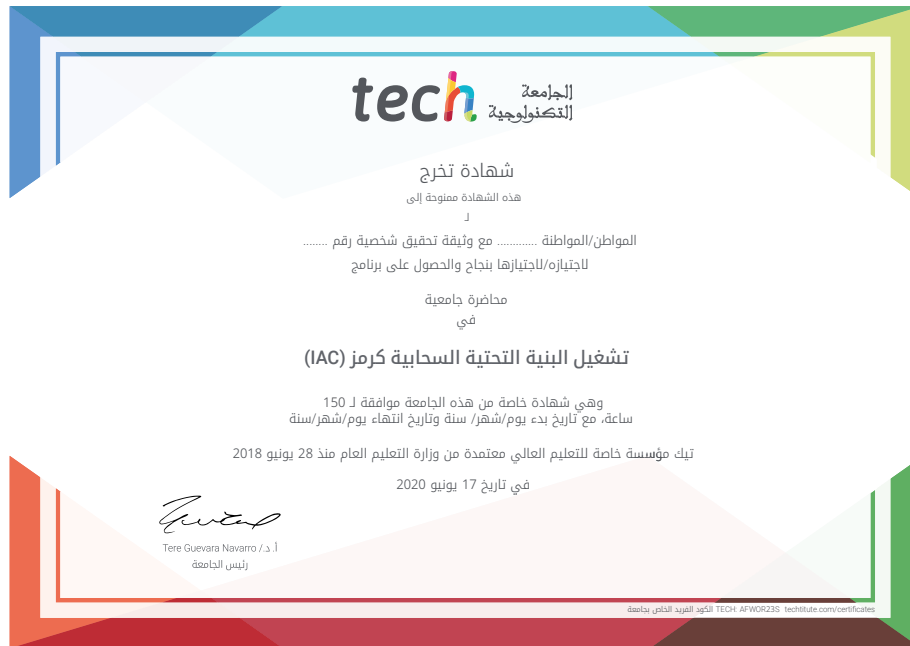 tech الجامعة
التكنولوجية
شهادة تخرج
هذه الشهادة ممنوحة إلى
لـ
المواطن/المواطنة ............ مع وثيقة تحقيق شخصية رقم ........
لاجتيازه/لاجتيازها بنجاح والحصول على برنامج
محاضرة جامعية
في
تشغيل البنية التحتية السحابية كرمز (IAC)
وهي شهادة خاصة من هذه الجامعة موافقة لـ 150
ساعة، مع تاريخ بدء يوم/شهر/ سنة وتاريخ انتهاء يوم/شهر/سنة
تيك مؤسسة خاصة للتعليم العالي معتمدة من وزارة التعليم العام منذ 28 يونيو 2018
في تاريخ 17 يونيو 2020
أ. د./ Tere Guevara Navarro
رئيس الجامعة
الكود الفريد الخاص بجامعة TECH: AFWOR23S techtitute.com/certificates